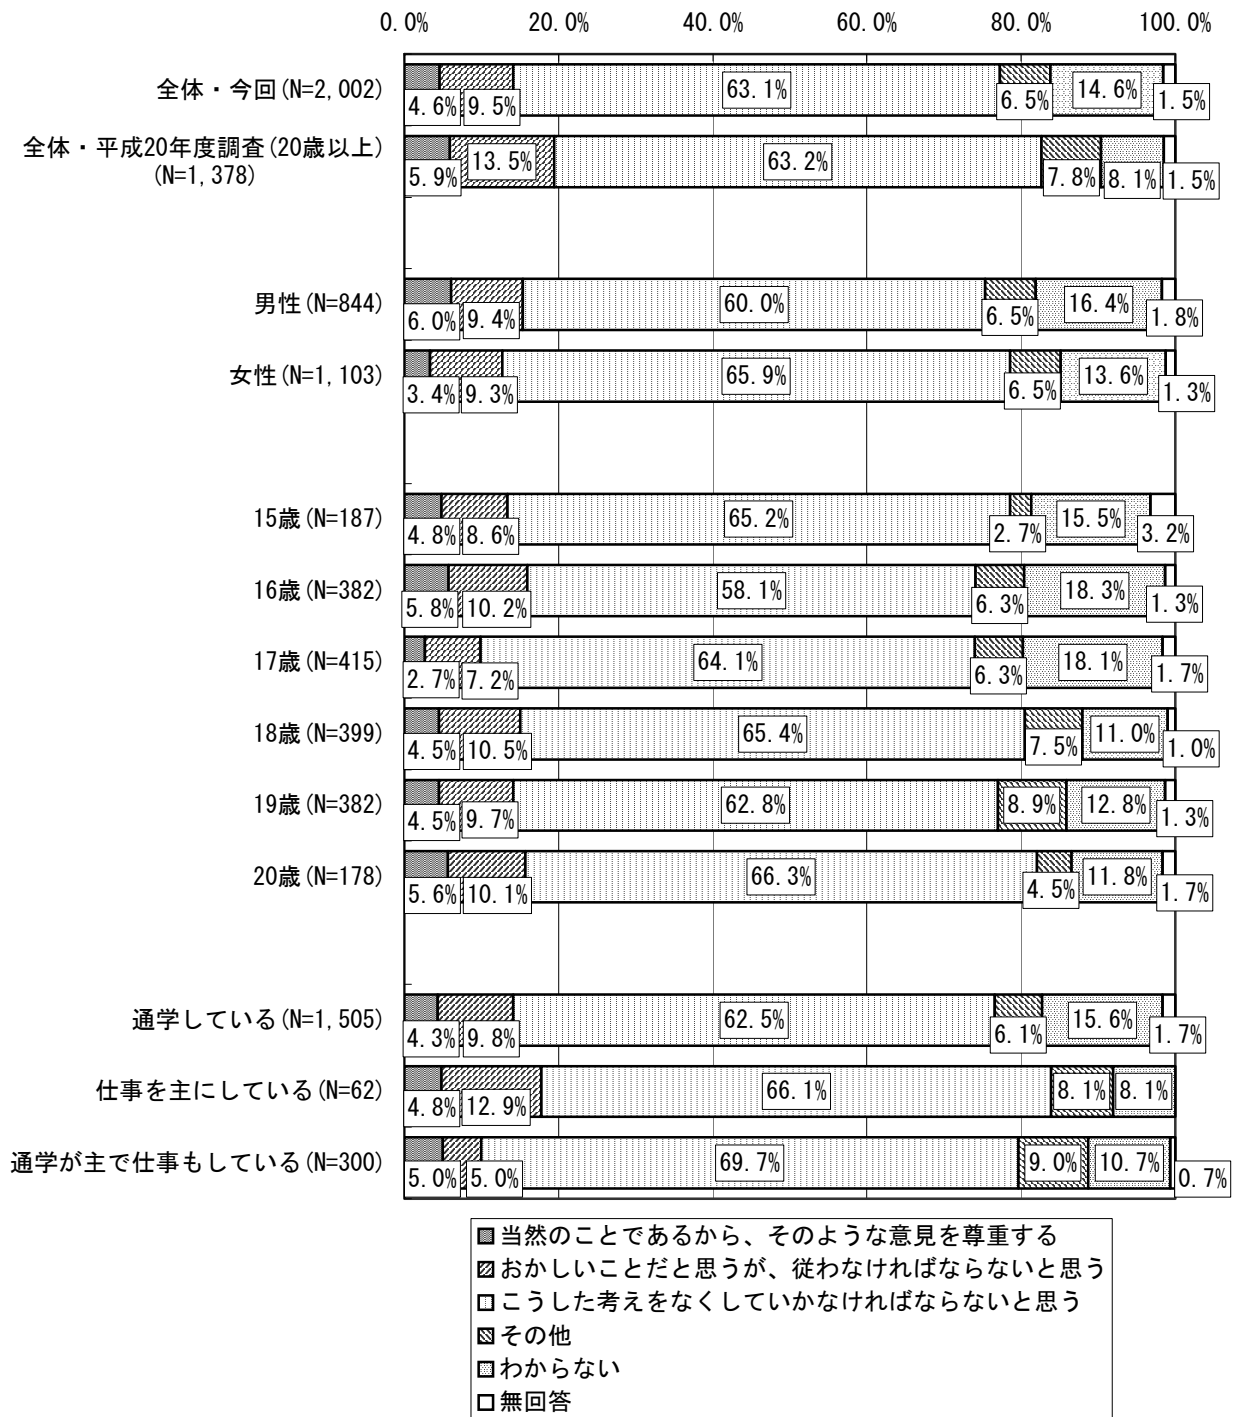 0.0% 20.0% 40.0% 60.0% 80.0% 100.0%
全体・今回(N=2,002)
4.6% 9.5% 63.1% 6.5% 14.6% 1.5%
全体・平成20年度調査(20歳以上)
(N=1,378)
5.9% 13.5% 63.2% 7.8% 8.1% 1.5%
男性(N=844)
6.0% 9.4% 60.0% 6.5% 16.4% 1.8%
女性(N=1,103)
3.4% 9.3% 65.9% 6.5% 13.6% 1.3%
15歳(N=187)
4.8% 8.6% 65.2% 2.7% 15.5% 3.2%
16歳(N=382)
5.8% 10.2% 58.1% 6.3% 18.3% 1.3%
17歳(N=415)
2.7% 7.2% 64.1% 6.3% 18.1% 1.7%
18歳(N=399)
4.5% 10.5% 65.4% 7.5% 11.0% 1.0%
19歳(N=382)
4.5% 9.7% 62.8% 8.9% 12.8% 1.3%
20歳(N=178)
5.6% 10.1% 66.3% 4.5% 11.8% 1.7%
通学している(N=1,505)
4.3% 9.8% 62.5% 6.1% 15.6% 1.7%
仕事を主にしている(N=62)
4.8% 12.9% 66.1% 8.1% 8.1%
通学が主で仕事もしている(N=300)
5.0% 5.0% 69.7% 9.0% 10.7% 0.7%
当然のことであるから、そのような意見を尊重する
おかしいことだと思うが、従わなければならないと思う
こうした考えをなくしていかなければならないと思う
その他
わからない
無回答